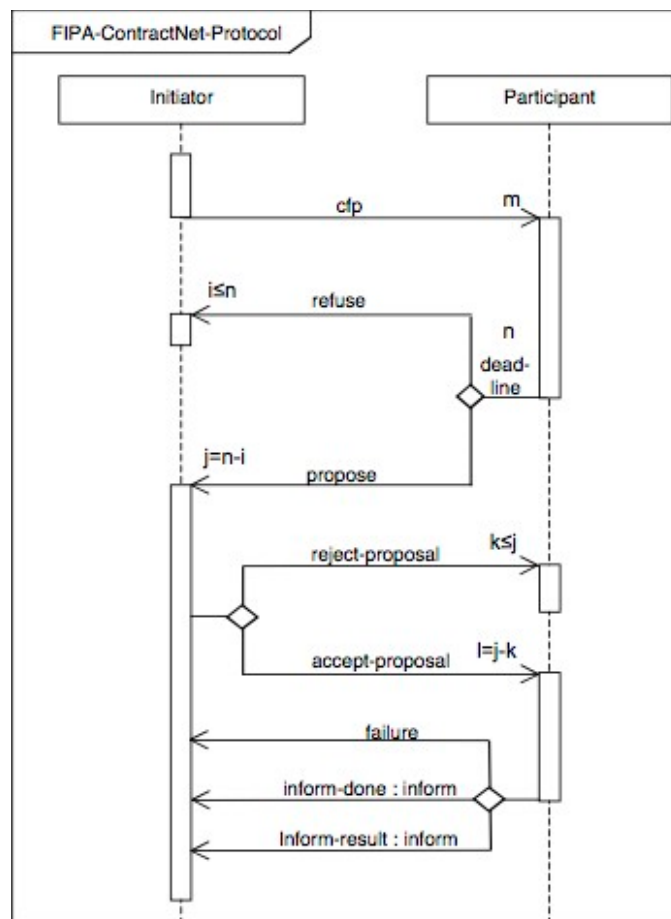 FIPA-ContractNet-Protocol
Initiator
Participant
cfp
m
i≤n
refuse
n
dead-
line
j=n-i
propose
reject-proposal
k≤j
accept-proposal
l=j-k
failure
inform-done : inform
Inform-result : inform